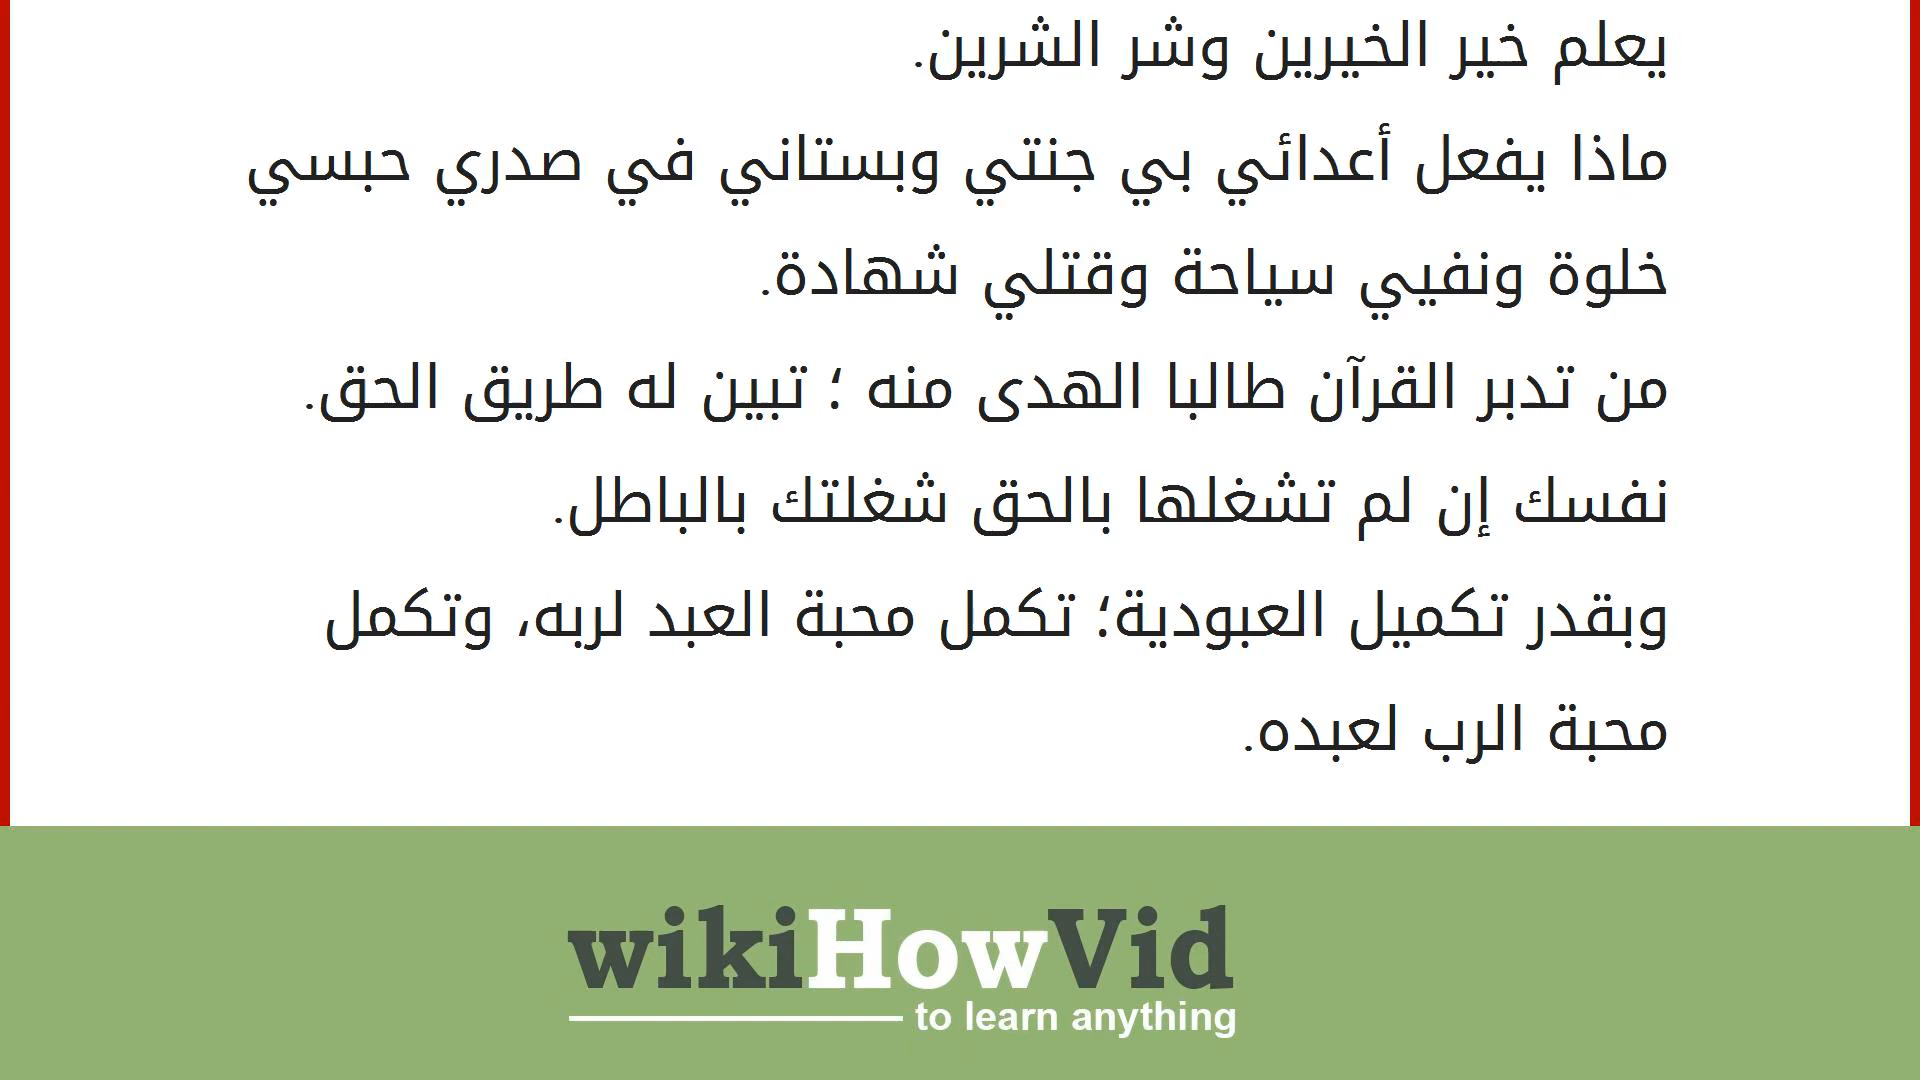 يعلم خير الخيرين وشر الشرين.
ماذا يفعل أعدائي بي جنتي وبستاني في صدري حبسي
خلوة ونفيي سياحة وقتلي شهادة.
من تدبر القرآن طالبا الهدى منه ؛ تبين له طريق الحق.
نفسك إن لم تشغلها بالحق شغلتك بالباطل.
وبقدر تكميل العبودية؛ تكمل محبة العبد لربه، وتكمل
محبة الرب لعبده.
wikiHowVid
to learn anything